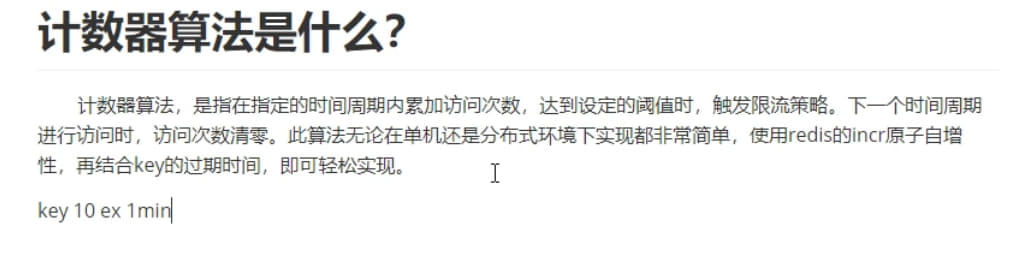 计数器算法是什么？
计数器算法，是指在指定的时间周期内累加访问次数，达到设定的阈值时，触发限流策略。下一个时间周期
进行访问时，访问次数清零。此算法无论在单机还是分布式环境下实现都非常简单，使用redis的incr原子自增
性，再结合key的过期时间，即可轻松实现。
key 10 ex 1min